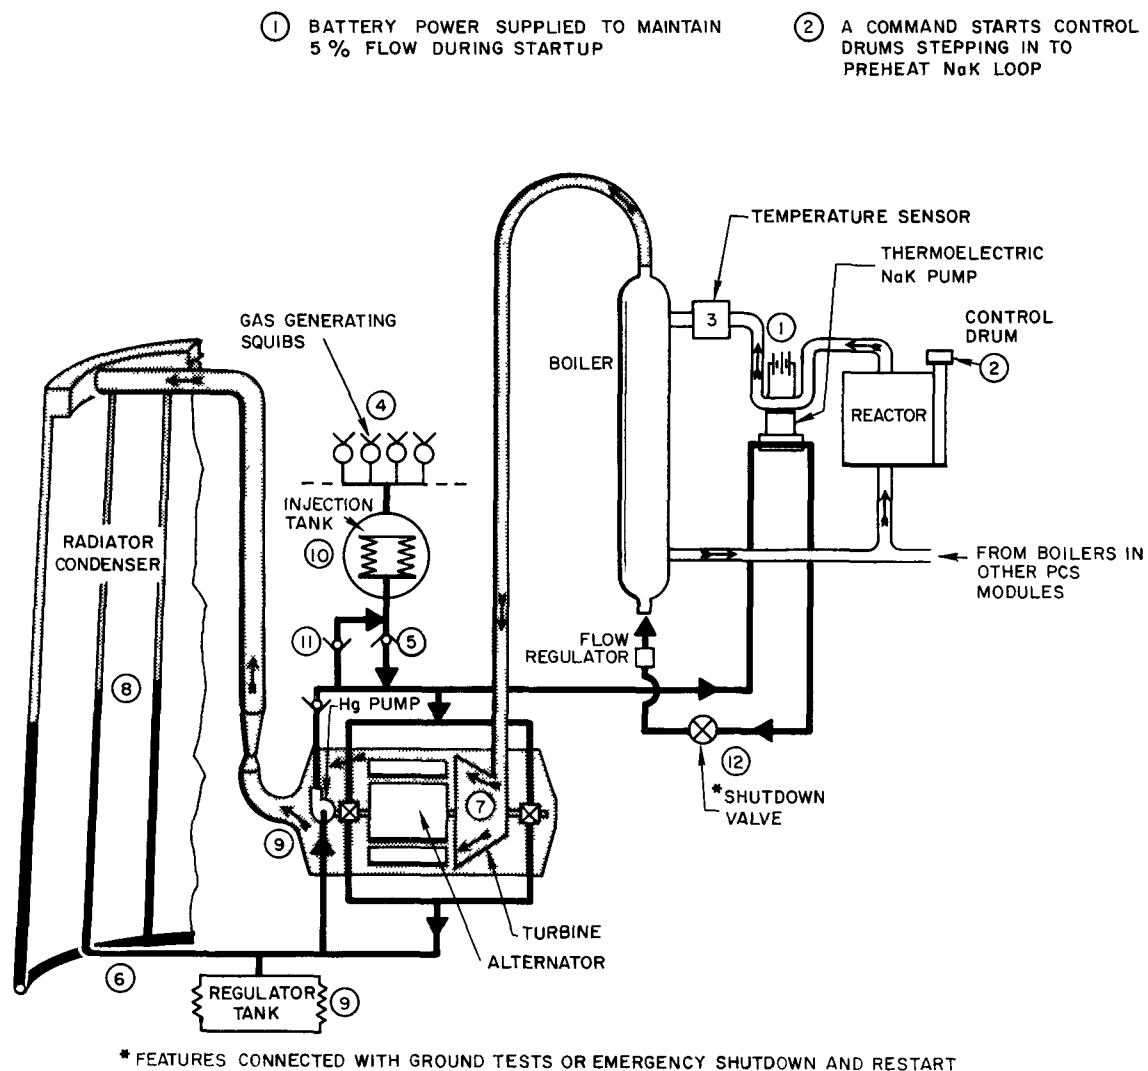 1 BATTERY POWER SUPPLIED TO MAINTAIN
5% FLOW DURING STARTUP
2 A COMMAND STARTS CONTROL
DRUMS STEPPING IN TO
PREHEAT NaK LOOP
TEMPERATURE SENSOR
THERMOELECTRIC
NaK PUMP
GAS GENERATING
SQUIBS
3
1
CONTROL
DRUM
2
BOILER
4
REACTOR
INJECTION
TANK
10
RADIATOR
CONDENSER
FROM BOILERS IN
OTHER PCS
MODULES
11
5
FLOW
REGULATOR
8
Hg PUMP
12
*SHUTDOWN
VALVE
7
9
TURBINE
ALTERNATOR
6
REGULATOR
TANK
9
*FEATURES CONNECTED WITH GROUND TESTS OR EMERGENCY SHUTDOWN AND RESTART